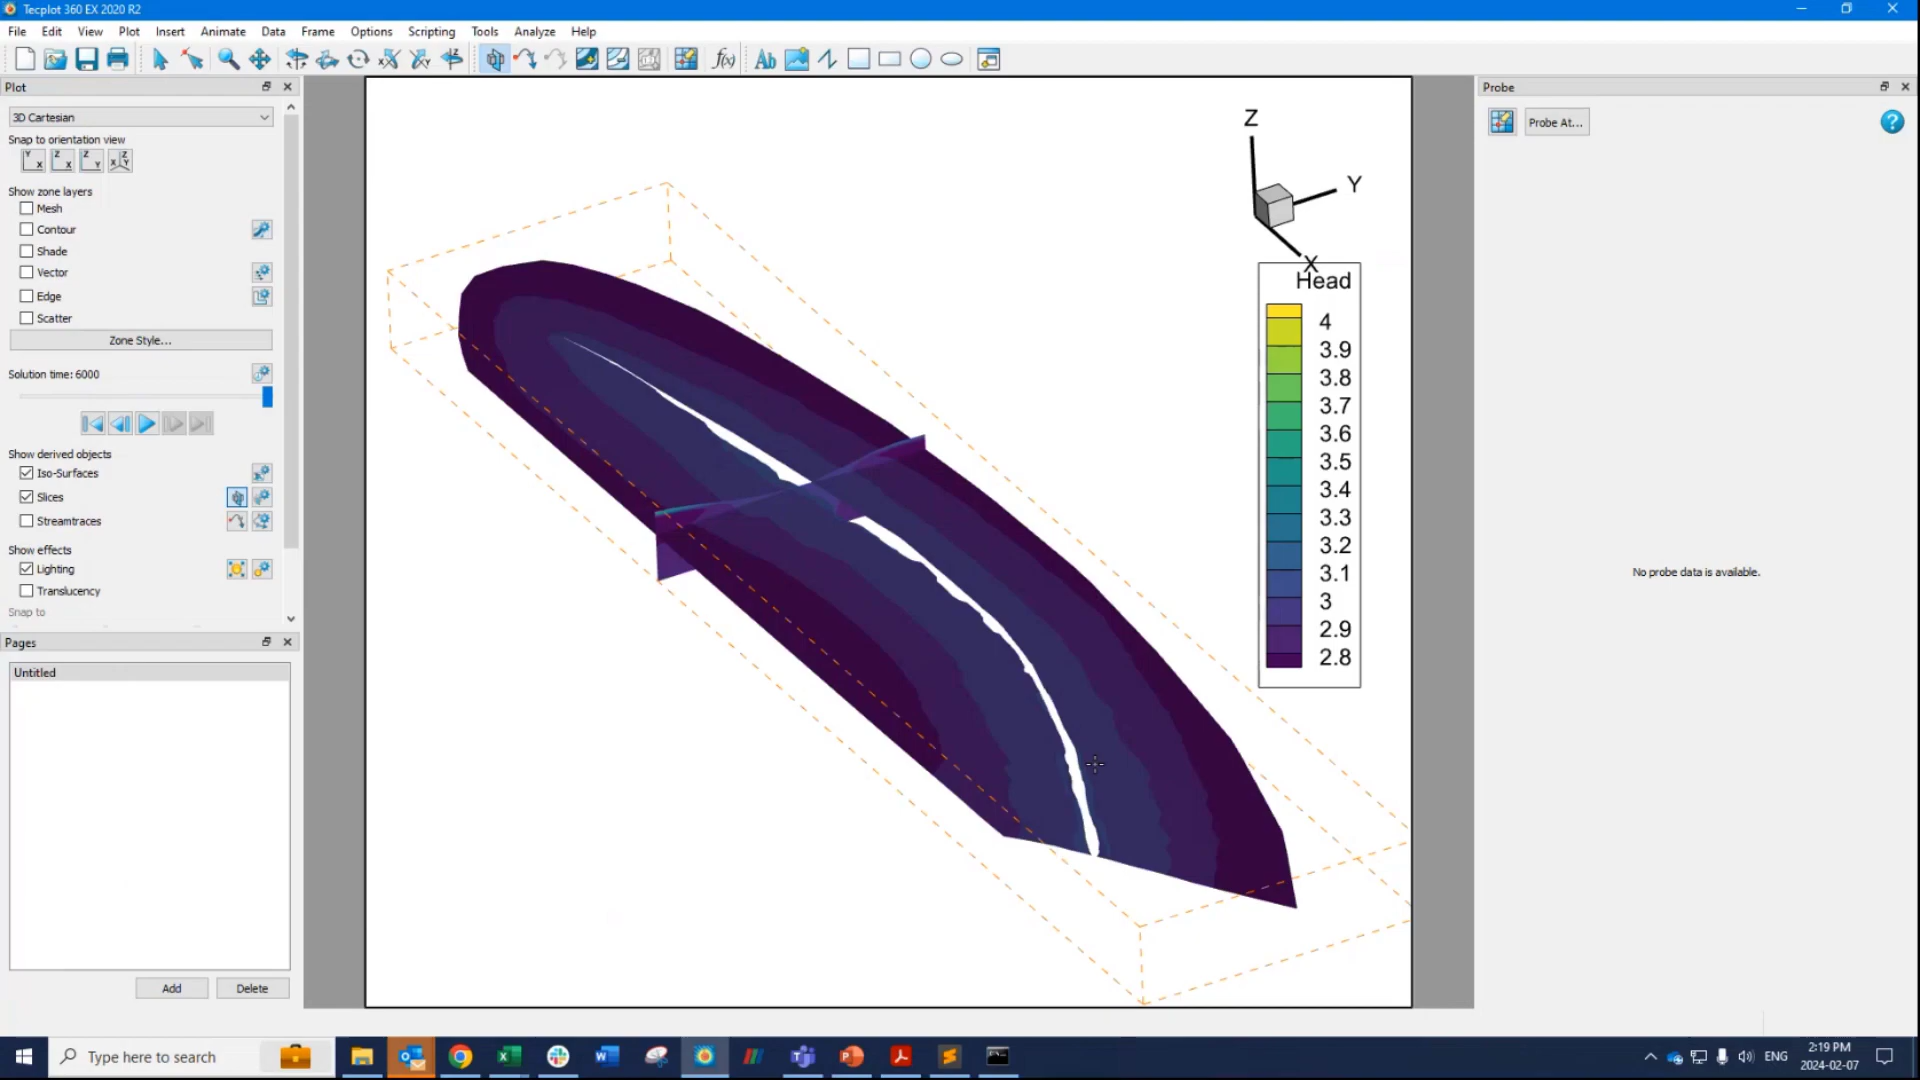 Tecplot 360 EX 2020 R2
File Edit View Plot Insert Animate Data Frame Options Scripting Tools Analyze Help
Plot
3D Cartesian
Snap to orientation view
Show zone layers
Mesh
Contour
Shade
Vector
Edge
Scatter
Zone Style...
Solution time: 6000
Show derived objects
Iso-Surfaces
Slices
Streamtraces
Show effects
Lighting
Translucency
Snap to
Pages
Untitled
Add Delete
Z
Y
X
Head
4
3.9
3.8
3.7
3.6
3.5
3.4
3.3
3.2
3.1
3
2.9
2.8
Probe
Probe At...
No probe data is available.
Type here to search
ENG
2:19 PM
2024-02-07